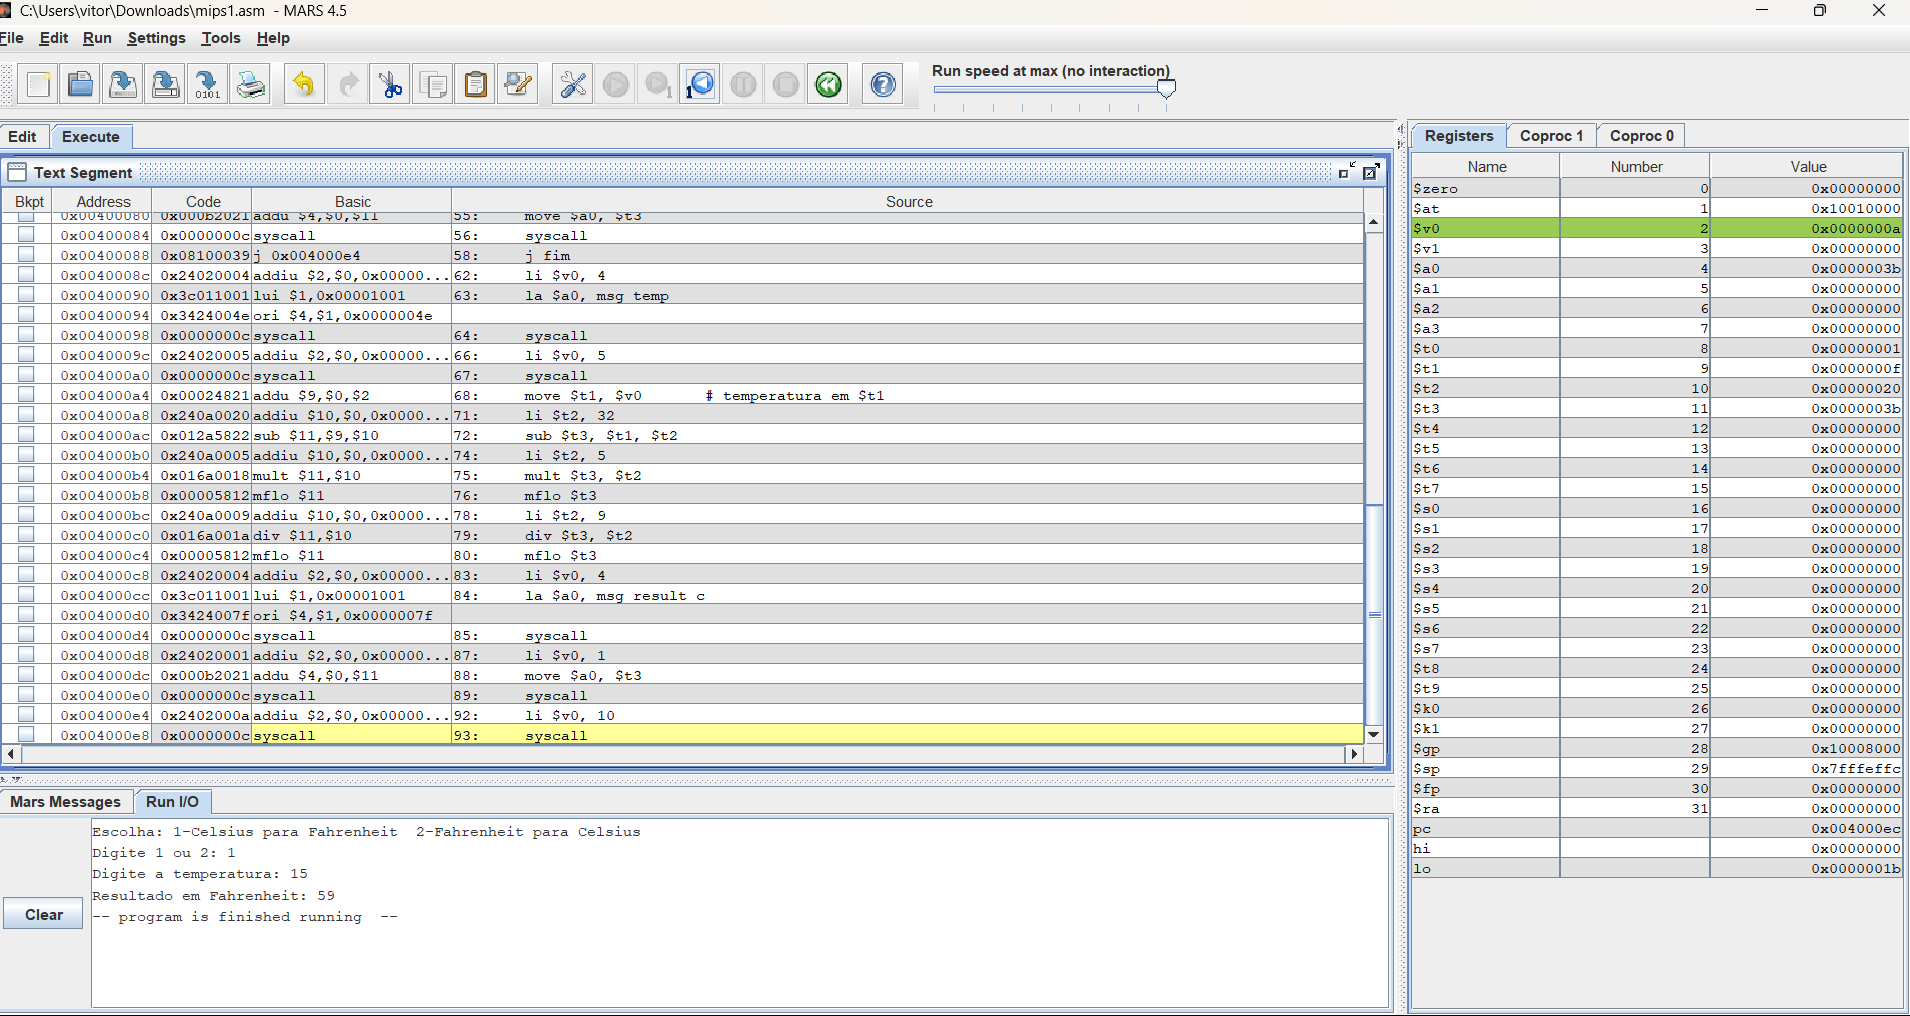 C:\Users\vitor\Downloads\mips1.asm - MARS 4.5
File Edit Run Settings Tools Help
Run speed at max (no interaction)
Edit Execute
Text Segment
Bkpt Address Code Basic Source
0x00400080 0x000b2021 addu $4,$0,$11 55: move $a0, $t3
0x00400084 0x0000000c syscall 56: syscall
0x00400088 0x08100039 j 0x004000e4 58: j fim
0x0040008c 0x24020004 addiu $2,$0,0x00000... 62: li $v0, 4
0x00400090 0x3c011001 lui $1,0x00001001 63: la $a0, msg_temp
0x00400094 0x3424004e ori $4,$1,0x0000004e
0x00400098 0x0000000c syscall 64: syscall
0x0040009c 0x24020005 addiu $2,$0,0x00000... 66: li $v0, 5
0x004000a0 0x0000000c syscall 67: syscall
0x004000a4 0x00024821 addu $9,$0,$2 68: move $t1, $v0 # temperatura em $t1
0x004000a8 0x240a0020 addiu $10,$0,0x0000... 71: li $t2, 32
0x004000ac 0x012a5822 sub $11,$9,$10 72: sub $t3, $t1, $t2
0x004000b0 0x240a0005 addiu $10,$0,0x0000... 74: li $t2, 5
0x004000b4 0x016a0018 mult $11,$10 75: mult $t3, $t2
0x004000b8 0x00005812 mflo $11 76: mflo $t3
0x004000bc 0x240a0009 addiu $10,$0,0x0000... 78: li $t2, 9
0x004000c0 0x016a001a div $11,$10 79: div $t3, $t2
0x004000c4 0x00005812 mflo $11 80: mflo $t3
0x004000c8 0x24020004 addiu $2,$0,0x00000... 83: li $v0, 4
0x004000cc 0x3c011001 lui $1,0x00001001 84: la $a0, msg_result_c
0x004000d0 0x3424007f ori $4,$1,0x0000007f
0x004000d4 0x0000000c syscall 85: syscall
0x004000d8 0x24020001 addiu $2,$0,0x00000... 87: li $v0, 1
0x004000dc 0x000b2021 addu $4,$0,$11 88: move $a0, $t3
0x004000e0 0x0000000c syscall 89: syscall
0x004000e4 0x2402000a addiu $2,$0,0x00000... 92: li $v0, 10
0x004000e8 0x0000000c syscall 93: syscall
Mars Messages Run I/O
Escolha: 1-Celsius para Fahrenheit 2-Fahrenheit para Celsius
Digite 1 ou 2: 1
Digite a temperatura: 15
Resultado em Fahrenheit: 59
-- program is finished running --
Clear
Registers Coproc 1 Coproc 0
Name Number Value
$zero 0 0x00000000
$at 1 0x10010000
$v0 2 0x0000000a
$v1 3 0x00000000
$a0 4 0x0000003b
$a1 5 0x00000000
$a2 6 0x00000000
$a3 7 0x00000000
$t0 8 0x00000001
$t1 9 0x0000000f
$t2 10 0x00000020
$t3 11 0x0000003b
$t4 12 0x00000000
$t5 13 0x00000000
$t6 14 0x00000000
$t7 15 0x00000000
$s0 16 0x00000000
$s1 17 0x00000000
$s2 18 0x00000000
$s3 19 0x00000000
$s4 20 0x00000000
$s5 21 0x00000000
$s6 22 0x00000000
$s7 23 0x00000000
$t8 24 0x00000000
$t9 25 0x00000000
$k0 26 0x00000000
$k1 27 0x00000000
$gp 28 0x10008000
$sp 29 0x7fffeffc
$fp 30 0x00000000
$ra 31 0x00000000
pc 0x004000ec
hi 0x00000000
lo 0x0000001b